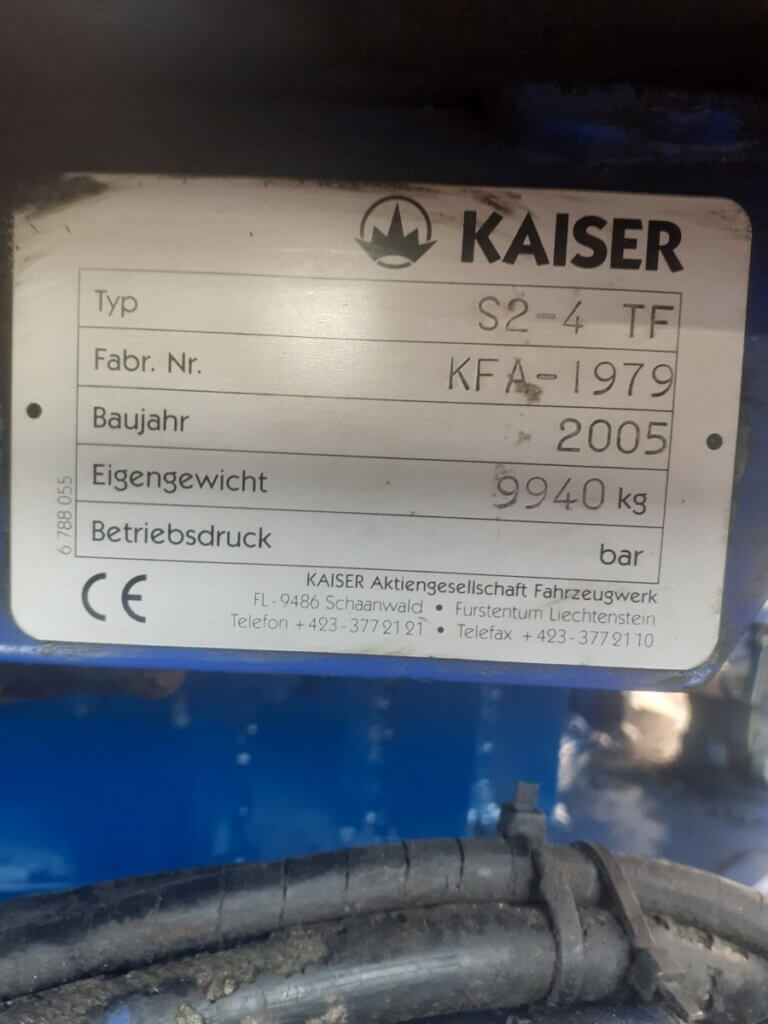 KAISER
Typ S2-4 TF
Fabr. Nr. KFA-1979
Baujahr 2005
Eigengewicht 9940 kg
Betriebsdruck bar
6 788 055
CE
KAISER Aktiengesellschaft Fahrzeugwerk
FL-9486 Schaanwald • Fürstentum Liechtenstein
Telefon +423-3772121 • Telefax +423-3772110